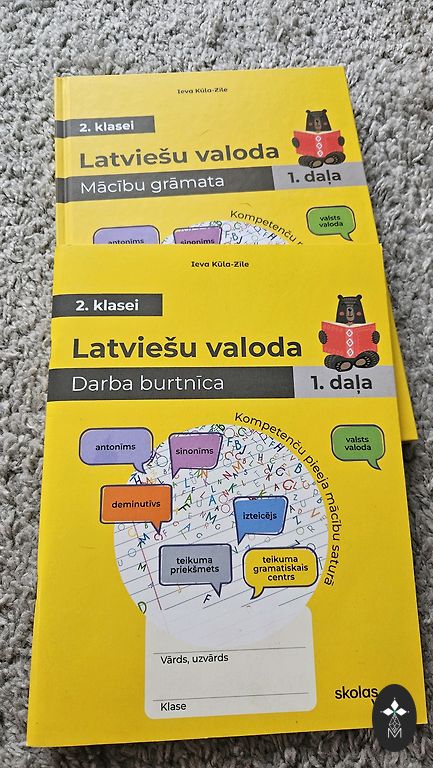 Ieva Kūla-Zīle
2. klasei
Latviešu valoda
Mācību grāmata
1. daļa
Kompetenču
antonīms
sinonīms
valsts
valoda
Ieva Kūla-Zīle
2. klasei
Latviešu valoda
Darba burtnīca
1. daļa
Kompetenču pieeja mācību saturā
antonīms
sinonīms
valsts
valoda
deminutīvs
izteicējs
teikuma
priekšmets
teikuma
gramatiskais
centrs
Vārds, uzvārds
Klase
skolas